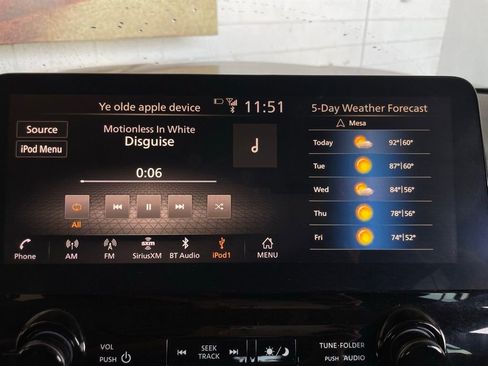 Ye olde apple device
11:51
Source
iPod Menu
Motionless In White
Disguise
0:06
All
Phone
AM
FM
sxm
SiriusXM
BT Audio
iPod1
MENU
5-Day Weather Forecast
Mesa
Today 92°|60°
Tue 87°|60°
Wed 84°|56°
Thu 78°|56°
Fri 74°|52°
VOL
PUSH
SEEK
TRACK
TUNE-FOLDER
PUSH AUDIO